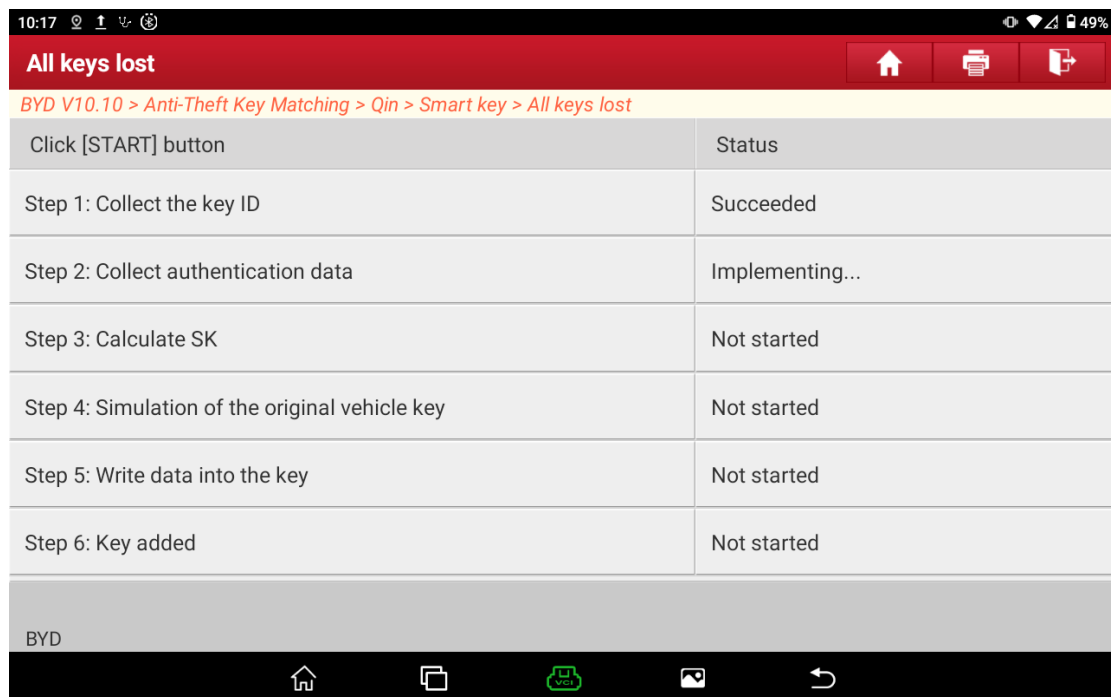 10:17 49%
All keys lost
BYD V10.10 > Anti-Theft Key Matching > Qin > Smart key > All keys lost
Click [START] button Status
Step 1: Collect the key ID Succeeded
Step 2: Collect authentication data Implementing...
Step 3: Calculate SK Not started
Step 4: Simulation of the original vehicle key Not started
Step 5: Write data into the key Not started
Step 6: Key added Not started
BYD
VCI